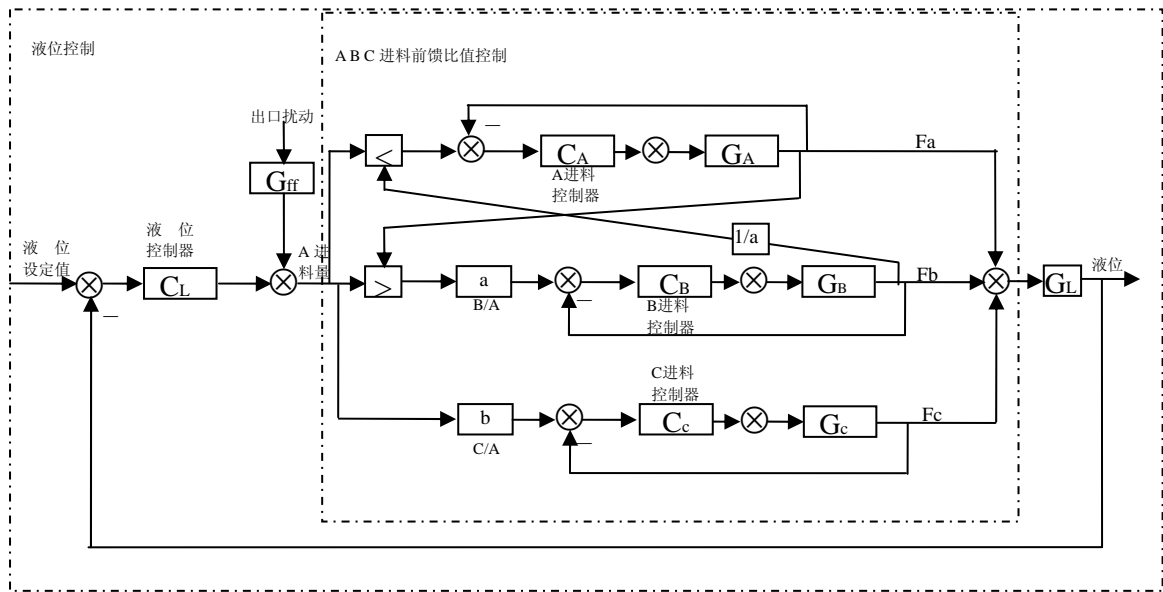 液位控制
A B C 进料前馈比值控制
出口扰动
Gff
<
—
CA
A进料
控制器
GA
Fa
1/a
液 位
设定值
液 位
控制器
CL
A 进
料量
>
a
B/A
—
CB
B进料
控制器
GB
Fb
GL
液位
—
C进料
控制器
b
C/A
—
Cc
Gc
Fc